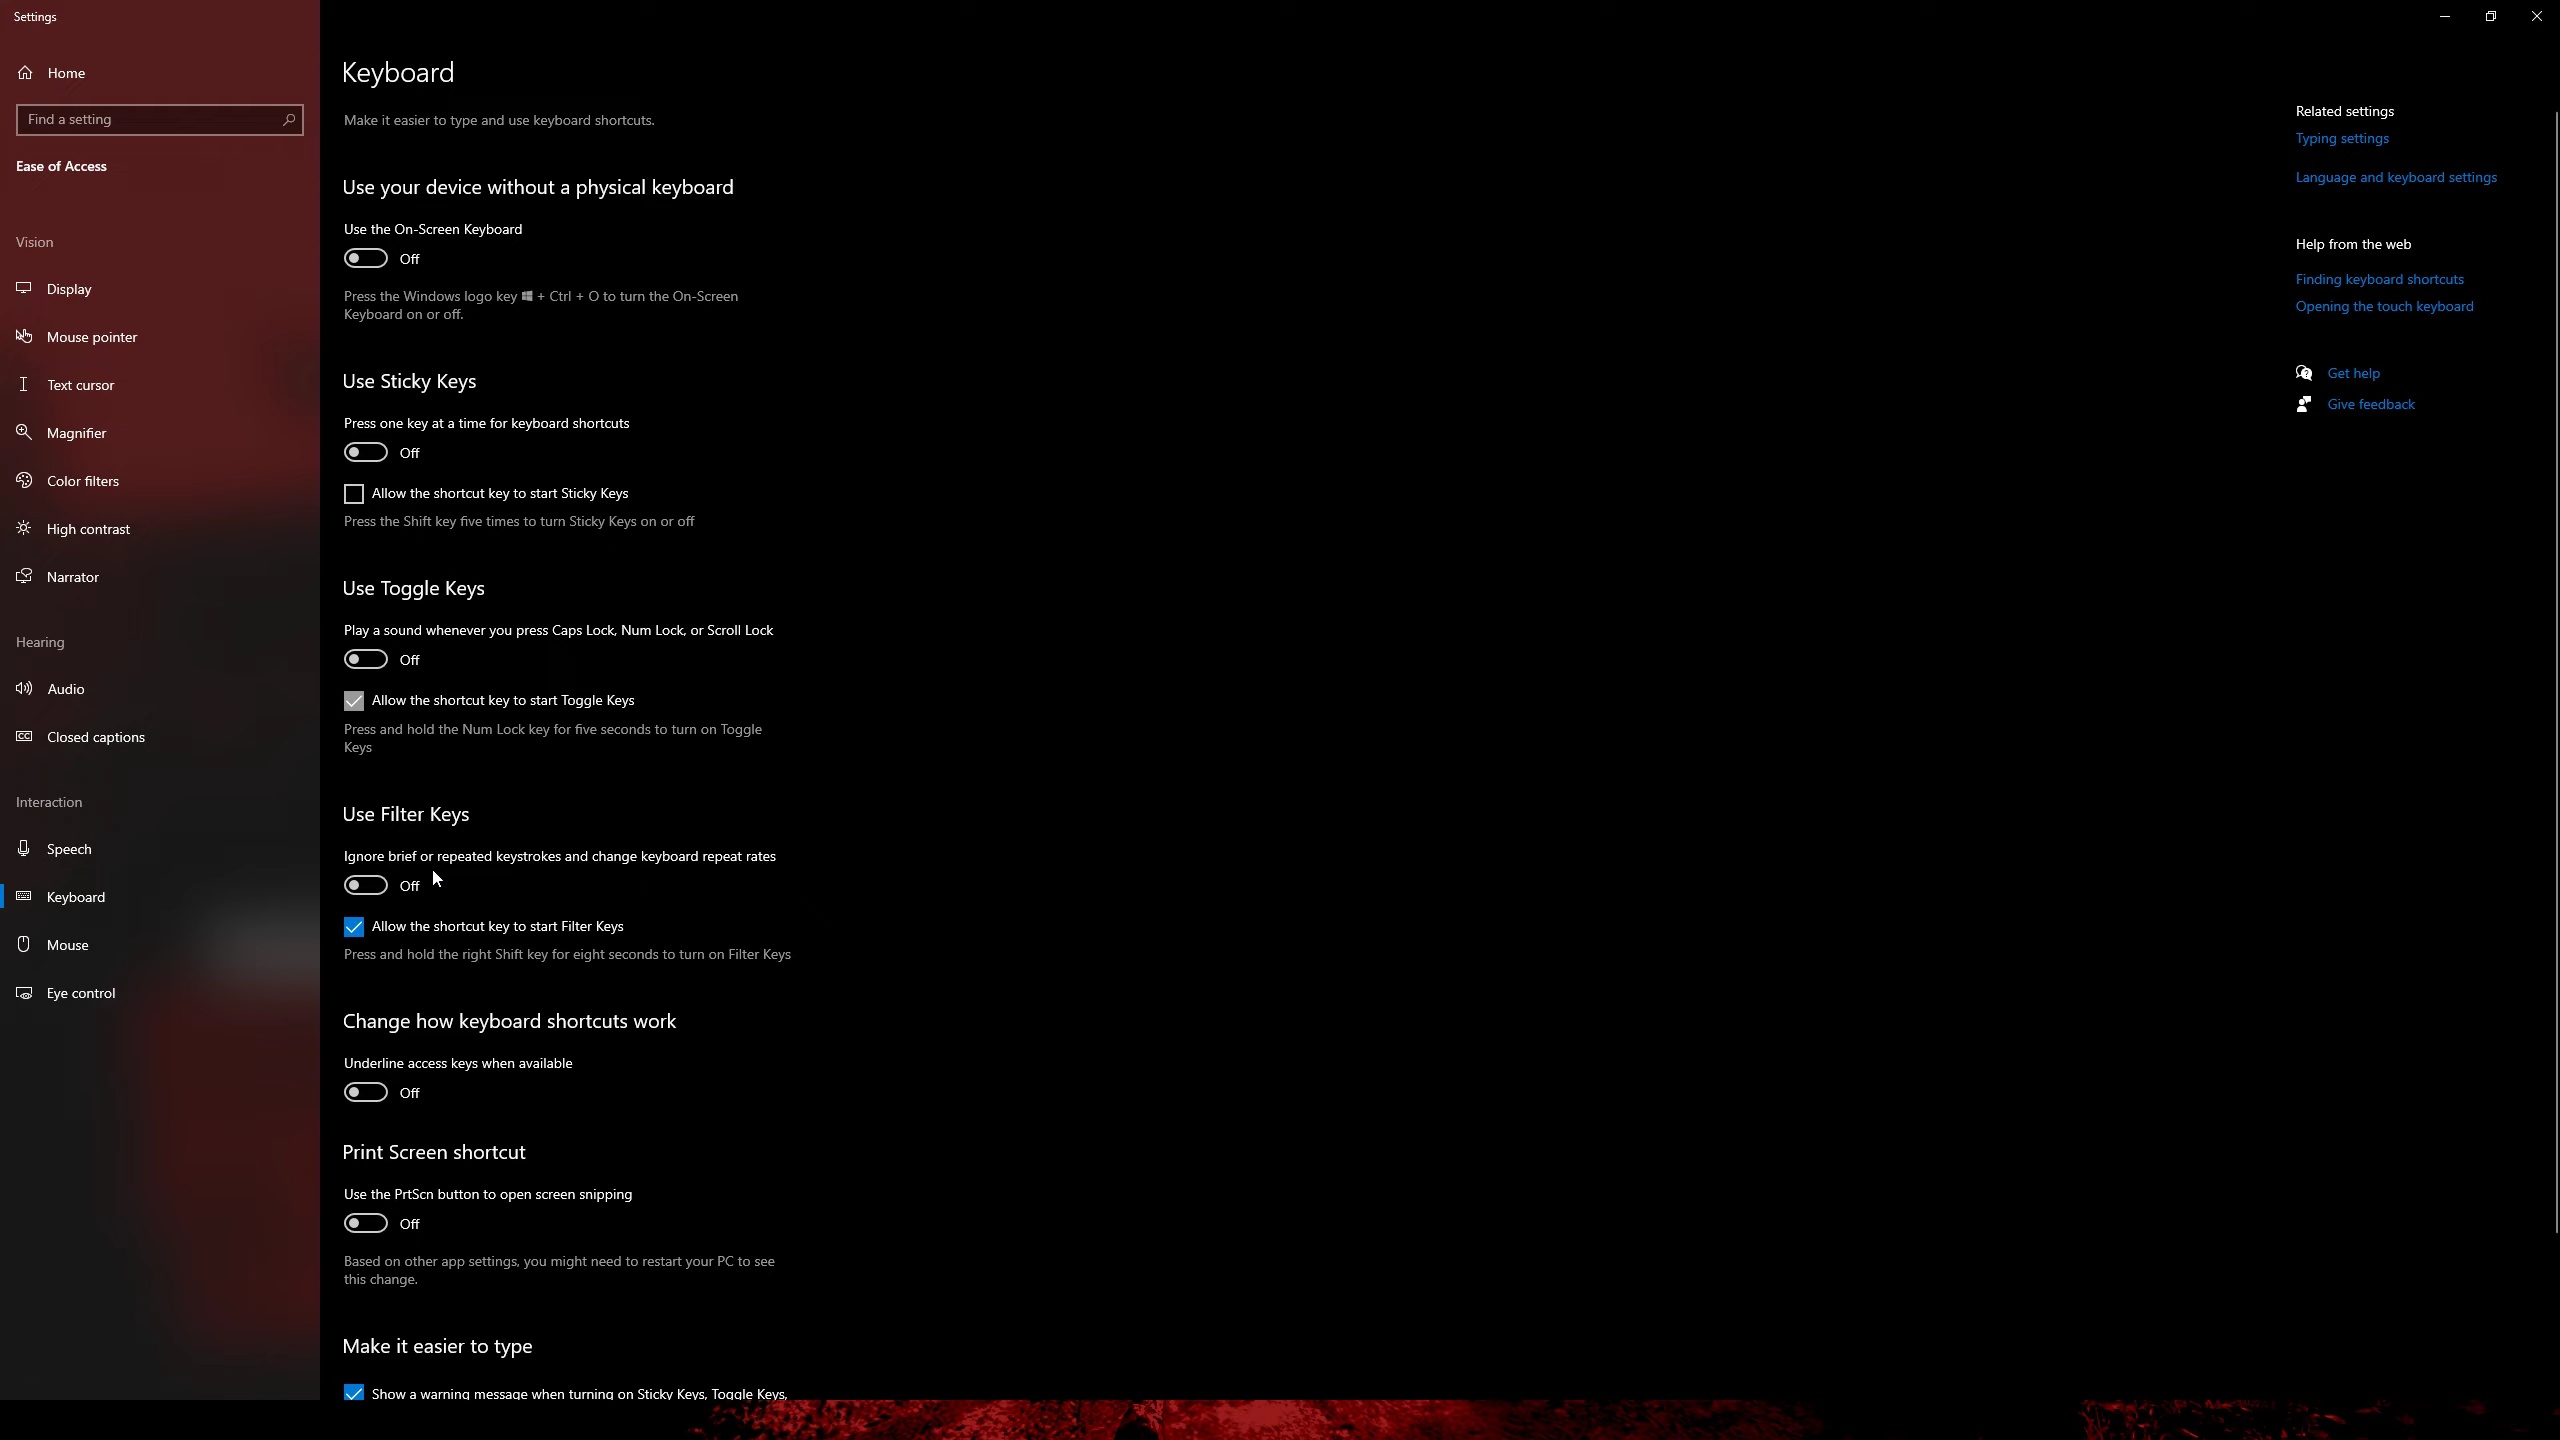 Settings
Home
Find a setting
Ease of Access
Vision
Display
Mouse pointer
Text cursor
Magnifier
Color filters
High contrast
Narrator
Hearing
Audio
Closed captions
Interaction
Speech
Keyboard
Mouse
Eye control
Keyboard
Make it easier to type and use keyboard shortcuts.
Use your device without a physical keyboard
Use the On-Screen Keyboard
Off
Press the Windows logo key + Ctrl + O to turn the On-Screen
Keyboard on or off.
Use Sticky Keys
Press one key at a time for keyboard shortcuts
Off
Allow the shortcut key to start Sticky Keys
Press the Shift key five times to turn Sticky Keys on or off
Use Toggle Keys
Play a sound whenever you press Caps Lock, Num Lock, or Scroll Lock
Off
Allow the shortcut key to start Toggle Keys
Press and hold the Num Lock key for five seconds to turn on Toggle
Keys
Use Filter Keys
Ignore brief or repeated keystrokes and change keyboard repeat rates
Off
Allow the shortcut key to start Filter Keys
Press and hold the right Shift key for eight seconds to turn on Filter Keys
Change how keyboard shortcuts work
Underline access keys when available
Off
Print Screen shortcut
Use the PrtScn button to open screen snipping
Off
Based on other app settings, you might need to restart your PC to see
this change.
Make it easier to type
Show a warning message when turning on Sticky Keys, Toggle Keys,
Related settings
Typing settings
Language and keyboard settings
Help from the web
Finding keyboard shortcuts
Opening the touch keyboard
Get help
Give feedback